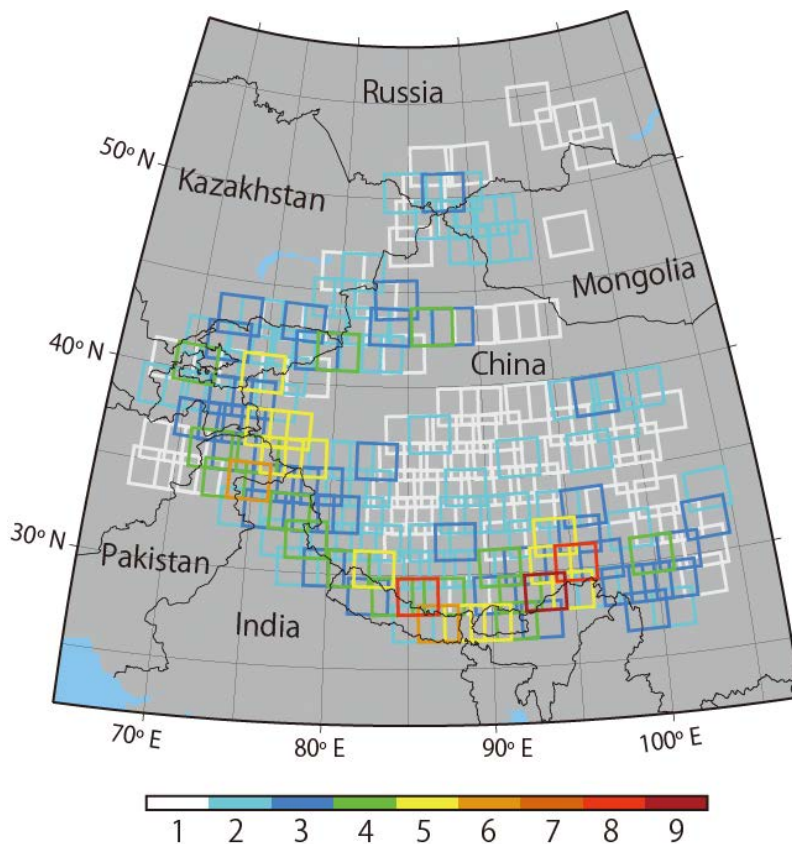 Russia
50° N
Kazakhstan
Mongolia
40° N
China
30° N
Pakistan
India
70° E
80° E
90° E
100° E
1 2 3 4 5 6 7 8 9